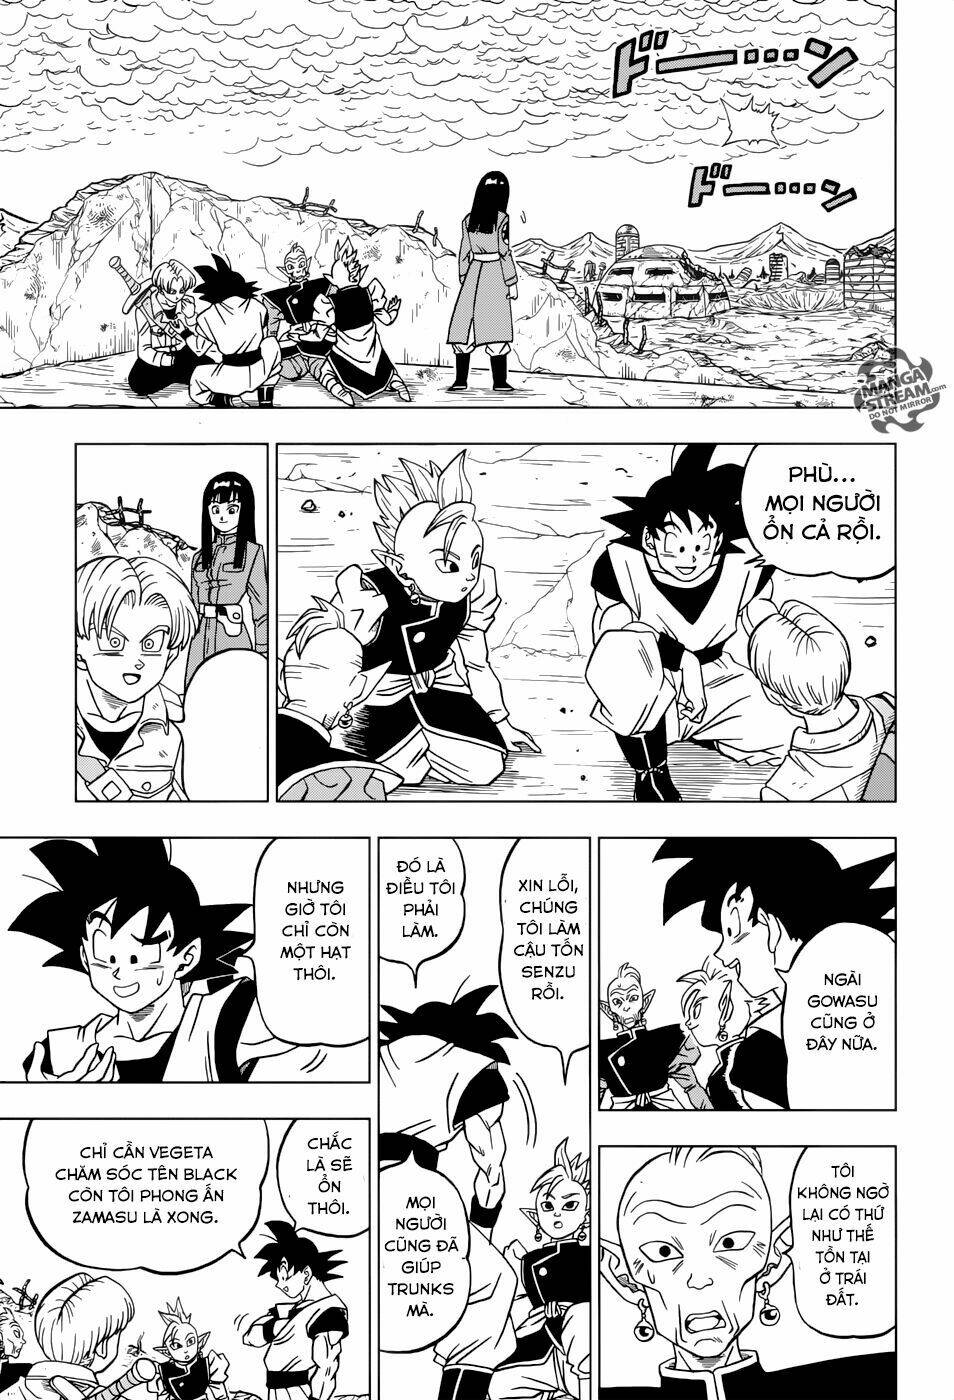 ドー…ン
ドー…ン
MANGA
STREAM.com
DO NOT MIRROR
PHÙ...
MỌI NGƯỜI
ỔN CẢ RỒI.
NGÀI
GOWASU
CŨNG Ở
ĐÂY NỮA.
XIN LỖI,
CHÚNG
TÔI LÀM
CẬU TỐN
SENZU
RỒI.
ĐÓ LÀ
ĐIỀU TÔI
PHẢI
LÀM.
NHƯNG
GIỜ TÔI
CHỈ CÒN
MỘT HẠT
THÔI.
TÔI
KHÔNG NGỜ
LẠI CÓ THỨ
NHƯ THẾ
TỒN TẠI
Ở TRÁI
ĐẤT.
MỌI
NGƯỜI
CŨNG ĐÃ
GIÚP
TRUNKS
MÀ.
CHẮC
LÀ SẼ
ỔN
THÔI.
CHỈ CẦN VEGETA
CHĂM SÓC TÊN BLACK
CÒN TÔI PHONG ẤN
ZAMASU LÀ XONG.